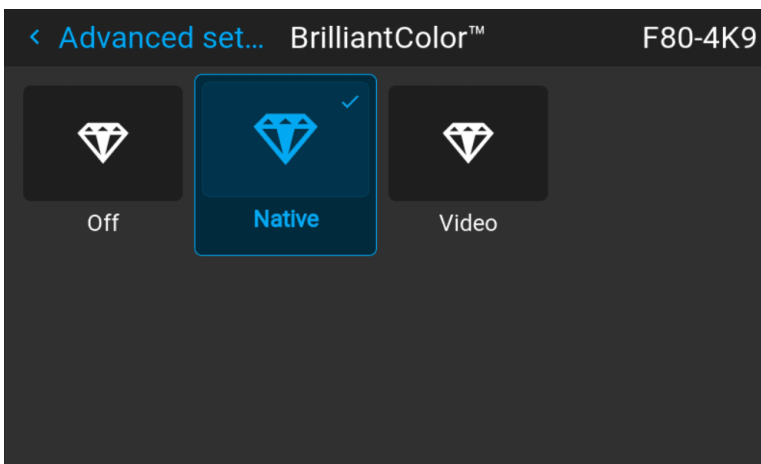 < Advanced set... BrilliantColor™ F80-4K9
Off Native Video